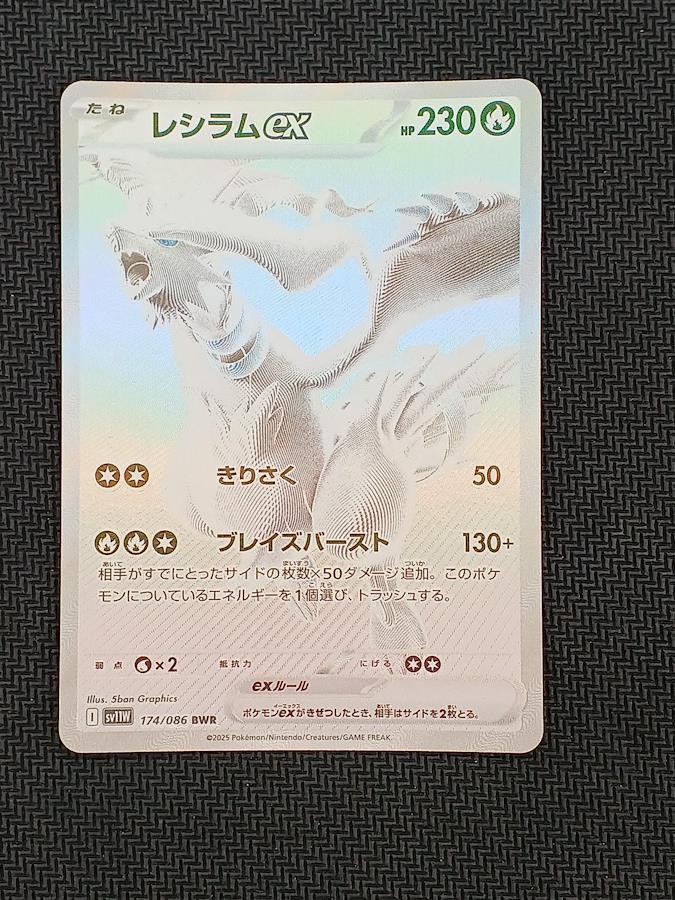 たね
レシラムex
HP 230
きりさく 50
ブレイズバースト 130+
相手がすでにとったサイドの枚数×50ダメージ追加。このポケ
モンについているエネルギーを1個選び、トラッシュする。
弱点 ×2 抵抗力 にげる
Illus. 5ban Graphics
exルール
ポケモンexがきぜつしたとき、相手はサイドを2枚とる。
I SV11W 174/086 BWR
©2025 Pokémon/Nintendo/Creatures/GAME FREAK.